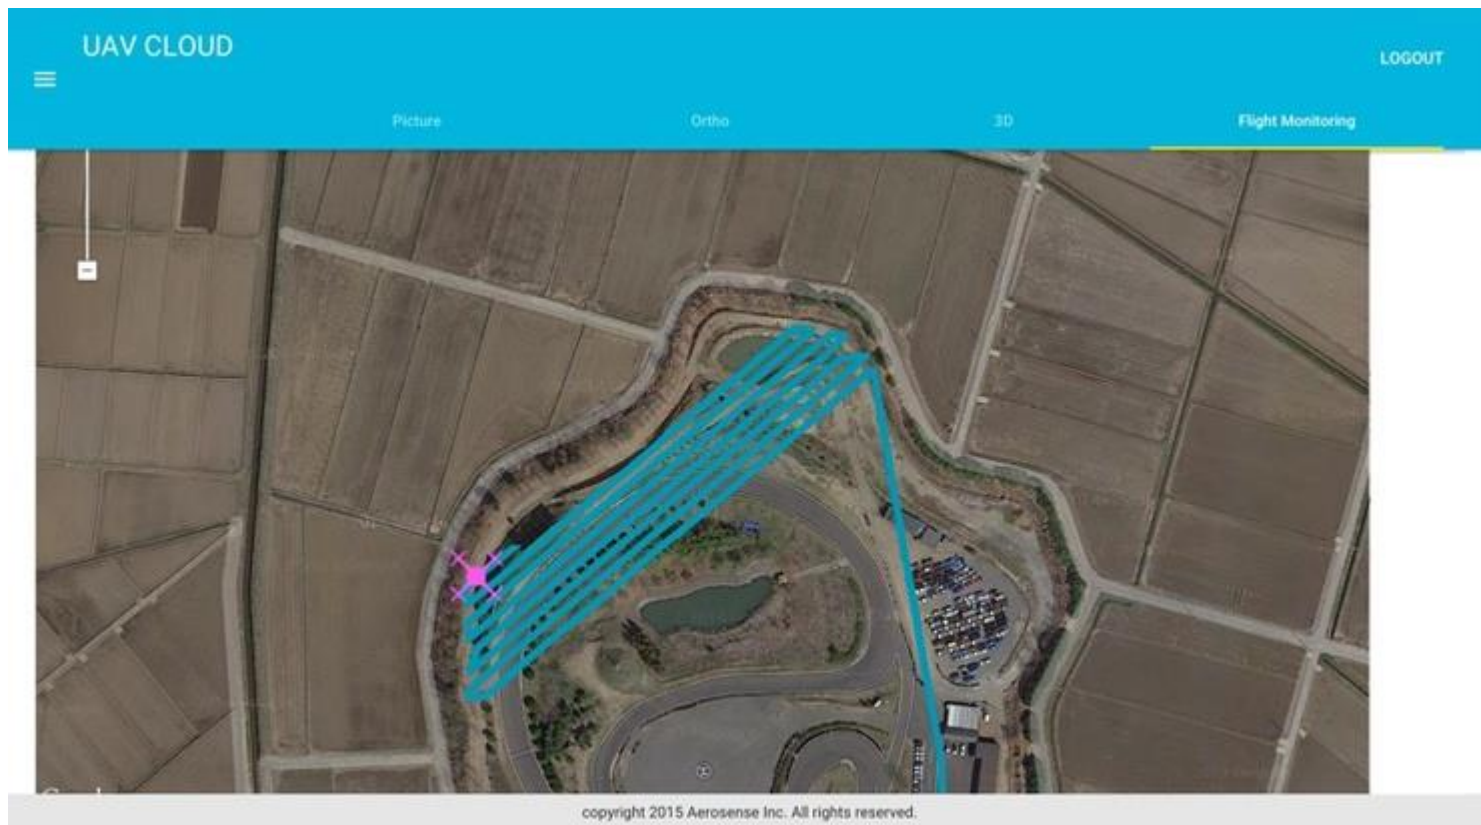 UAV CLOUD
LOGOUT
Picture
Ortho
3D
Flight Monitoring
copyright 2015 Aerosense Inc. All rights reserved.